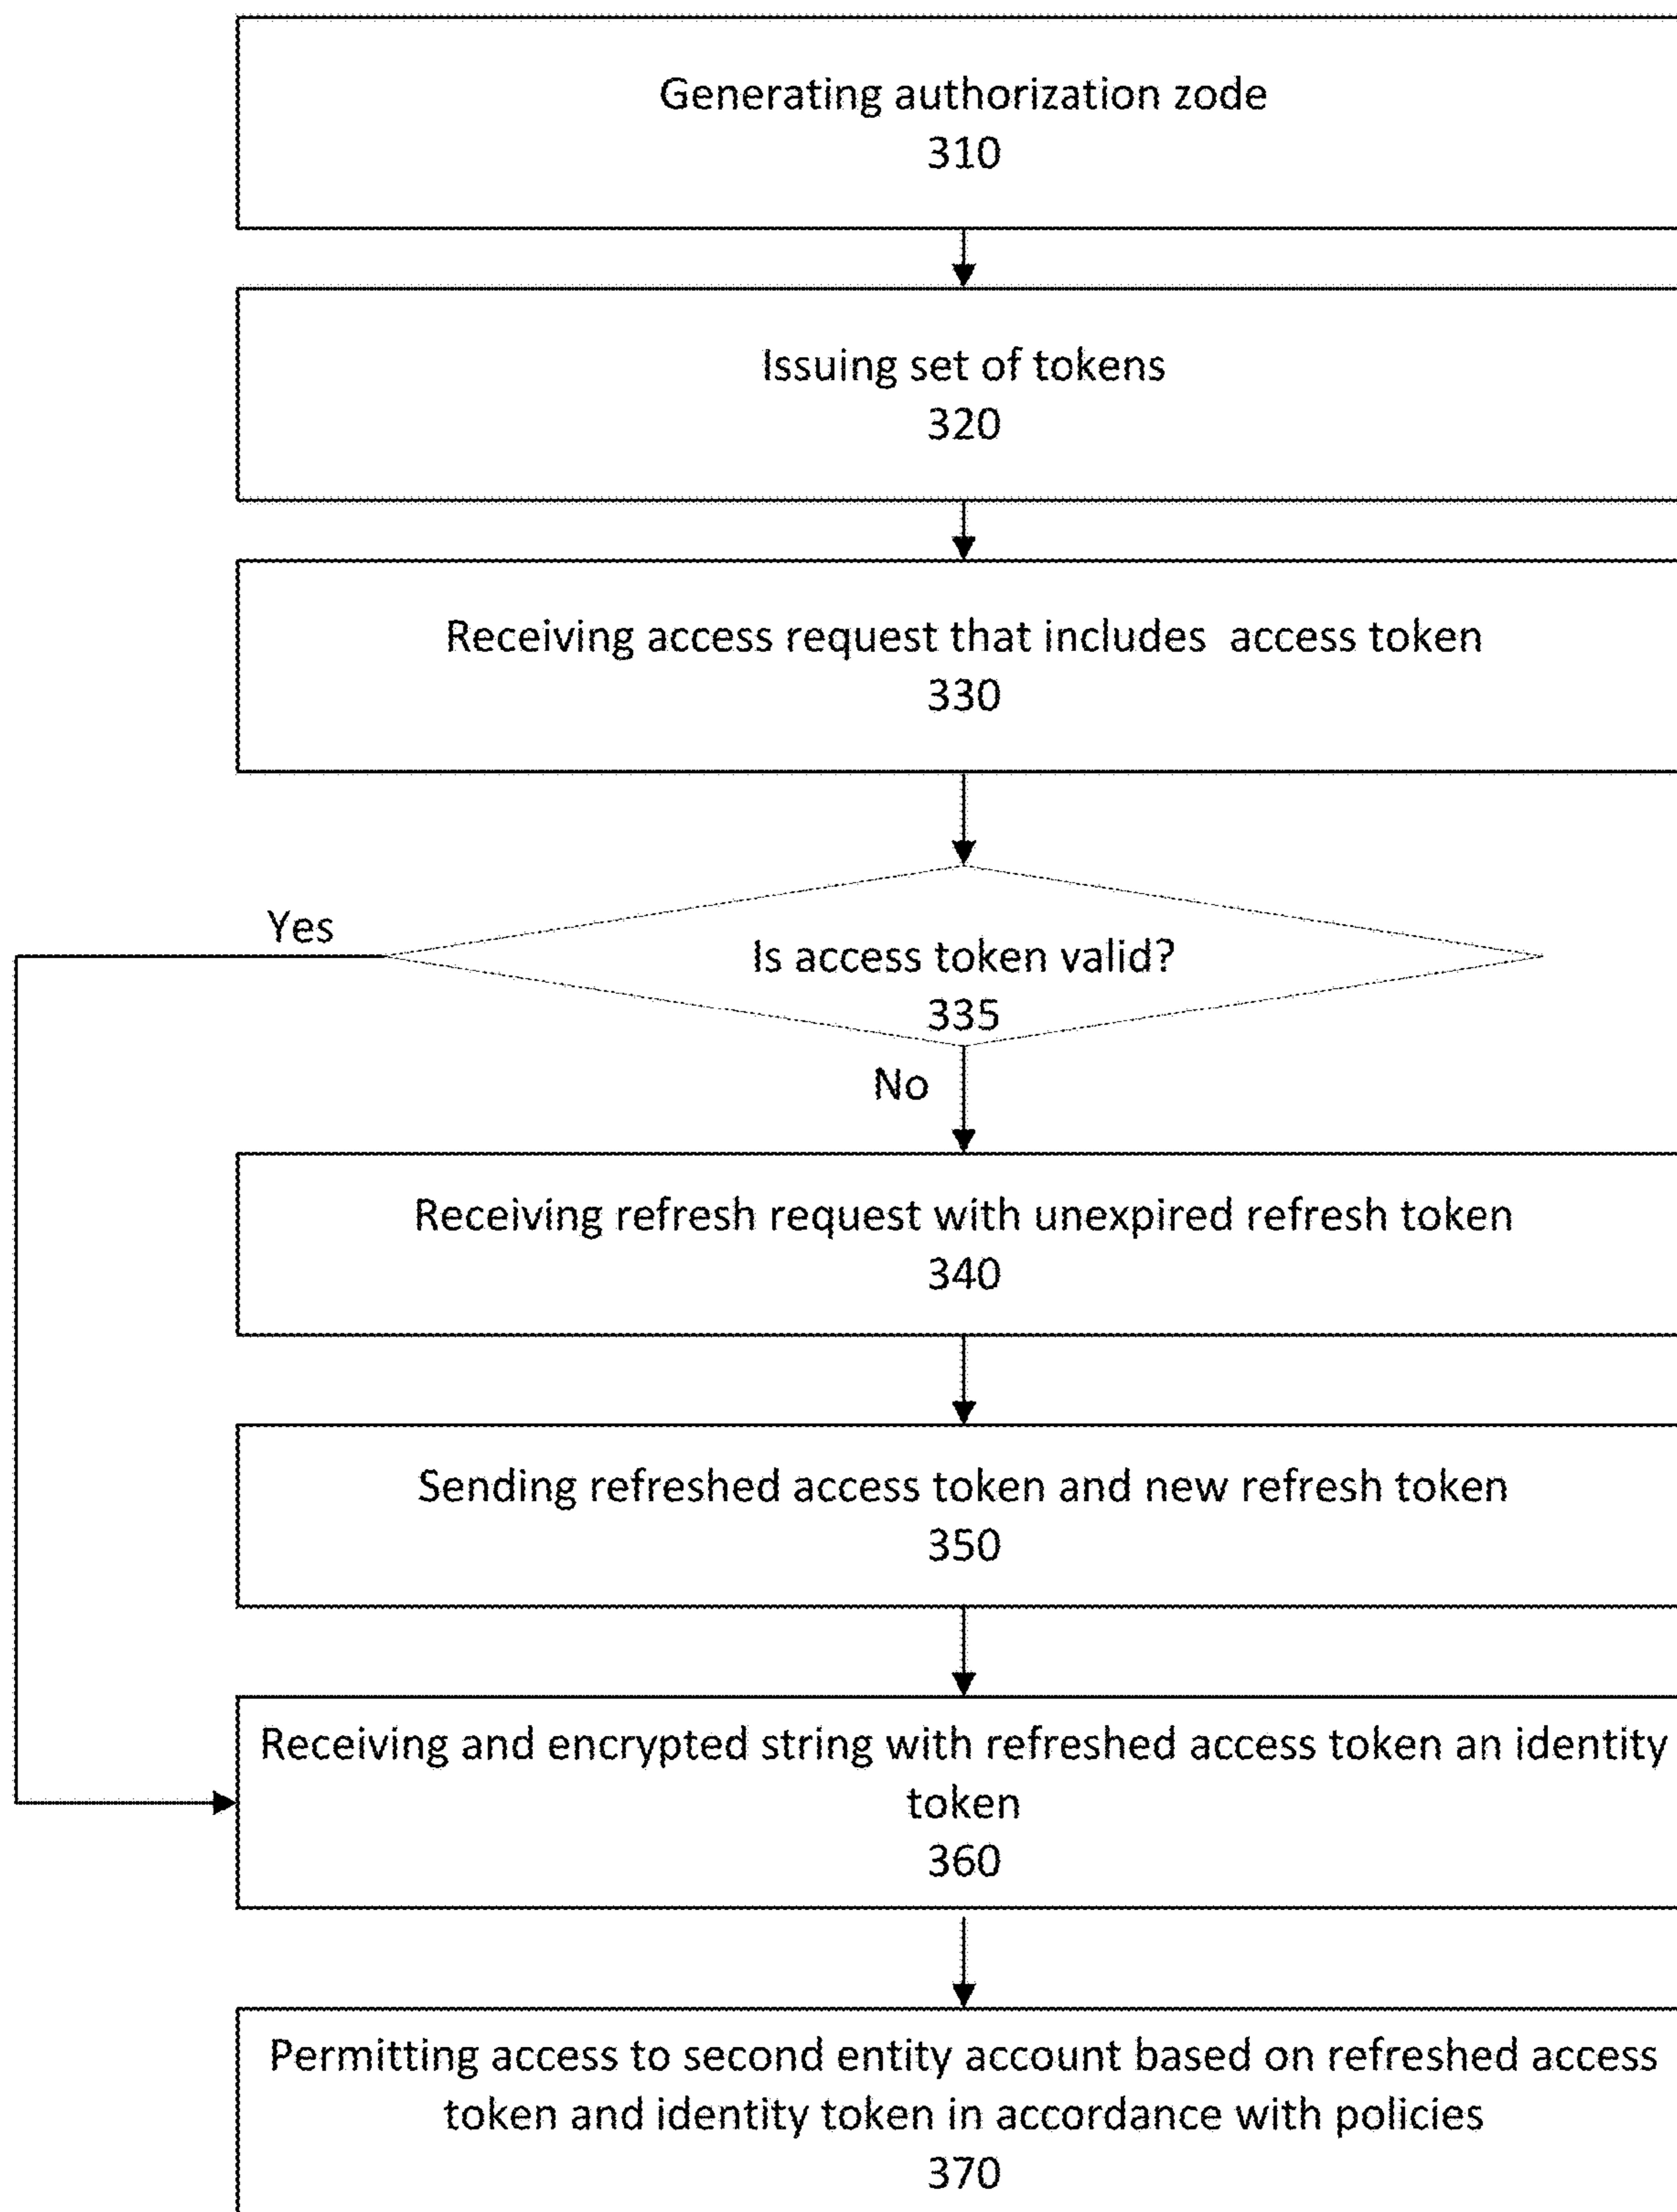 Generating authorization zode
310
Issuing set of tokens
320
Receiving access request that includes  access token
330
Yes
Is access token valid?
335
No
Receiving refresh request with unexpired refresh token
340
Sending refreshed access token and new refresh token
350
Receiving and encrypted string with refreshed access token an identity
token
360
Permitting access to second entity account based on refreshed access
token and identity token in accordance with policies
370